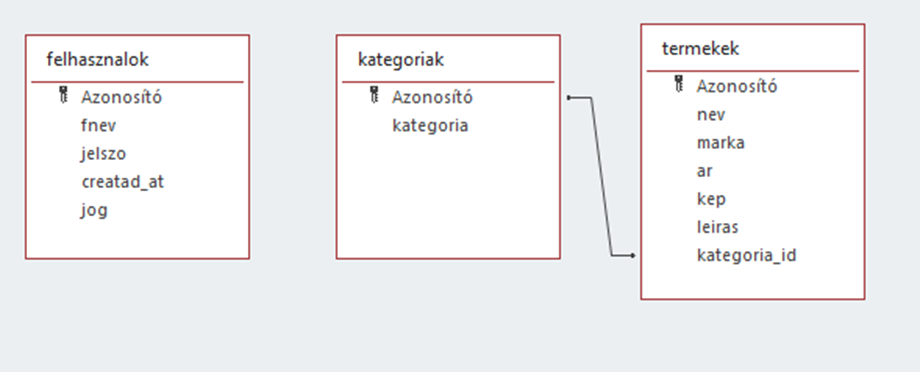 felhasznalok
Azonosító
fnev
jelszo
creatad_at
jog
kategoriak
Azonosító
kategoria
termekek
Azonosító
nev
marka
ar
kep
leiras
kategoria_id